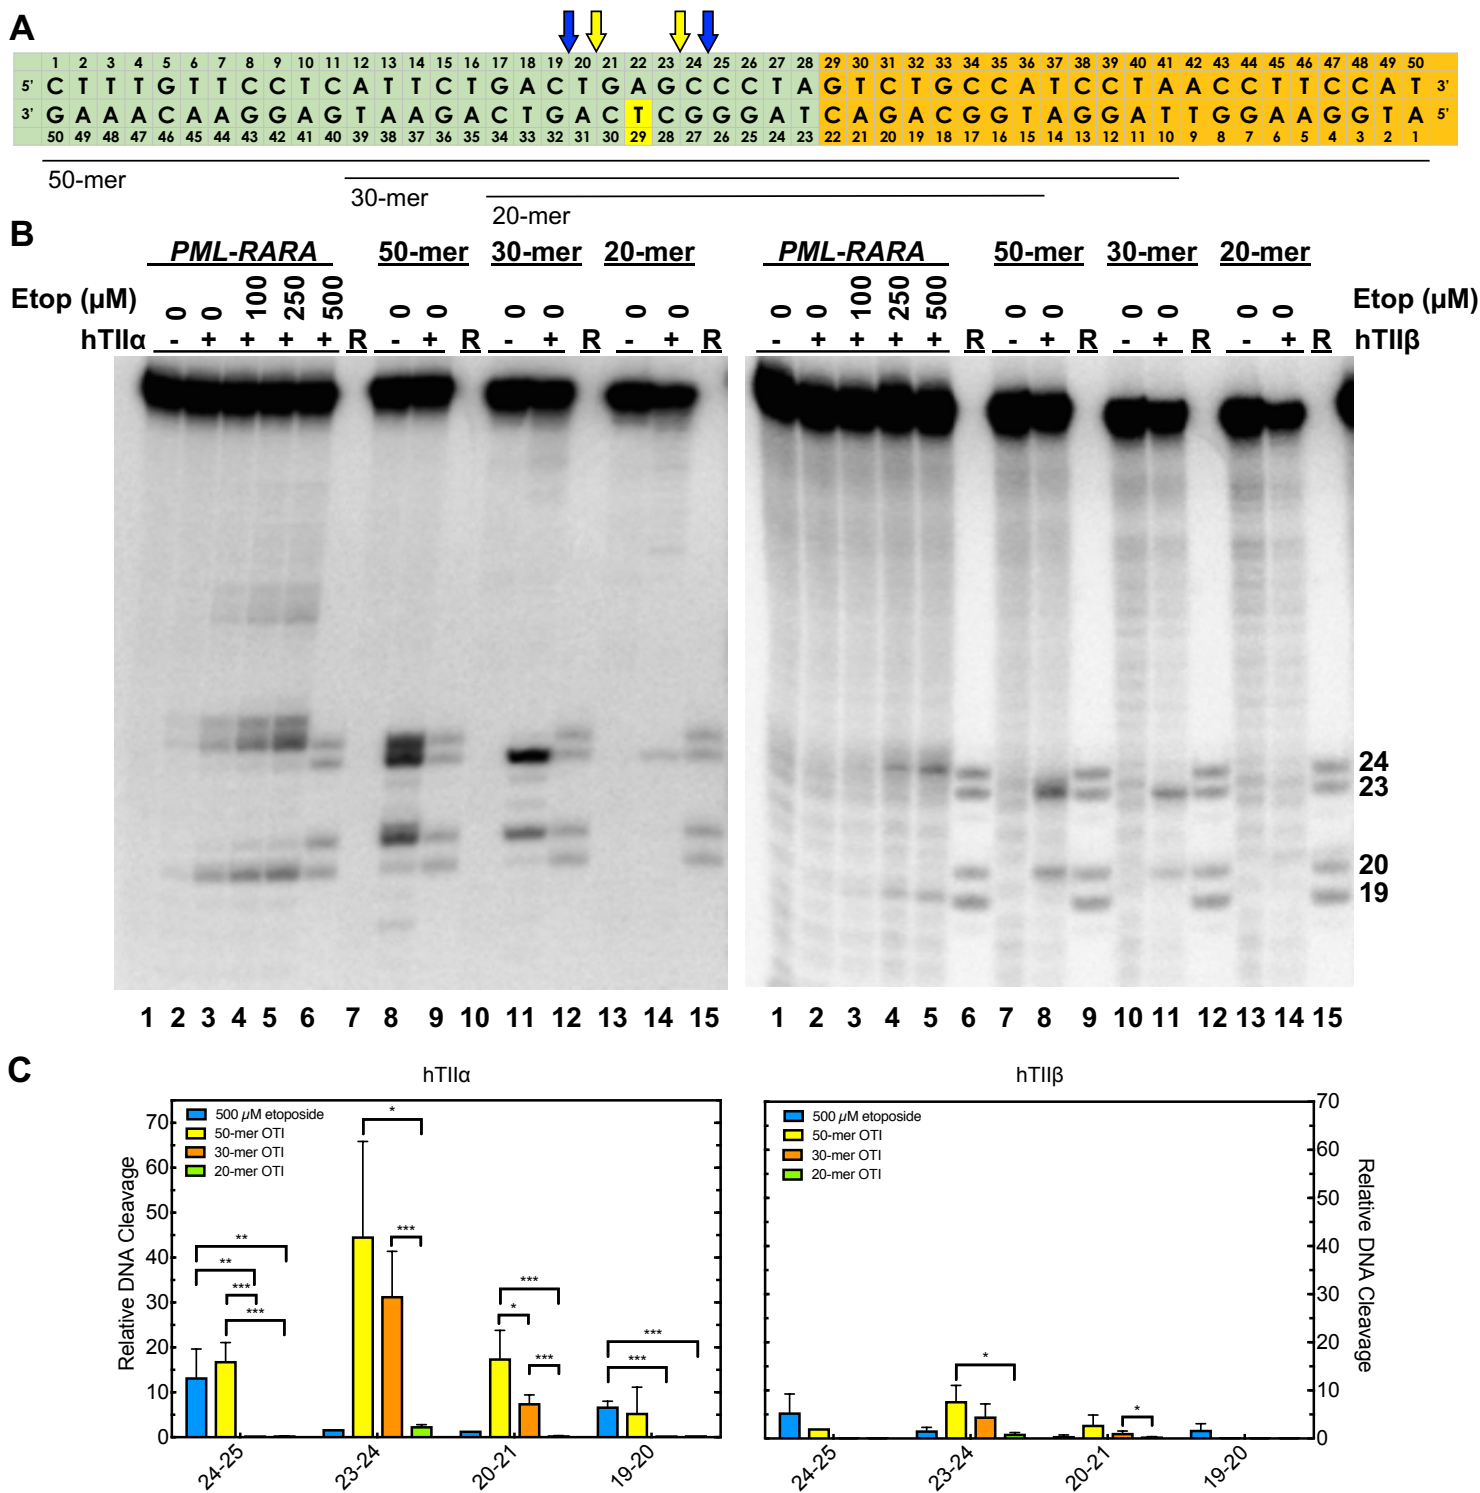 A
1 2 3 4 5 6 7 8 9 10 11 12 13 14 15 16 17 18 19 20 21 22 23 24 25 26 27 28 29 30 31 32 33 34 35 36 37 38 39 40 41 42 43 44 45 46 47 48 49 50
5' C T T T G T T C C T C A T T C T G A C T G A G C C C T A G T C T G C C A T C C T A A C C T T C C A T 3'
3' G A A A C A A G G A G T A A G A C T G A C T C G G G A T C A G A C G G T A G G A T T G G A A G G T A 5'
50 49 48 47 46 45 44 43 42 41 40 39 38 37 36 35 34 33 32 31 30 29 28 27 26 25 24 23 22 21 20 19 18 17 16 15 14 13 12 11 10 9 8 7 6 5 4 3 2 1
50-mer
30-mer
20-mer
B
PML-RARA 50-mer 30-mer 20-mer PML-RARA 50-mer 30-mer 20-mer
Etop (µM) 0 0 100 250 500 0 0 0 0 0 0 0 0 100 250 500 0 0 0 0 0 0 Etop (µM)
hTIIα - + + + + R - + R - + R - + R - + + + + R - + R - + R - + R hTIIβ
24
23
20
19
1 2 3 4 5 6 7 8 9 10 11 12 13 14 15 1 2 3 4 5 6 7 8 9 10 11 12 13 14 15
C
hTIIα
Relative DNA Cleavage
70
60
50
40
30
20
10
0
500 µM etoposide
50-mer OTI
30-mer OTI
20-mer OTI
** ** *** *** * *** *** * *** *** ***
24-25 23-24 20-21 19-20
hTIIβ
500 µM etoposide
50-mer OTI
30-mer OTI
20-mer OTI
* *
70
60
50
40
30
20
10
0
Relative DNA Cleavage
24-25 23-24 20-21 19-20